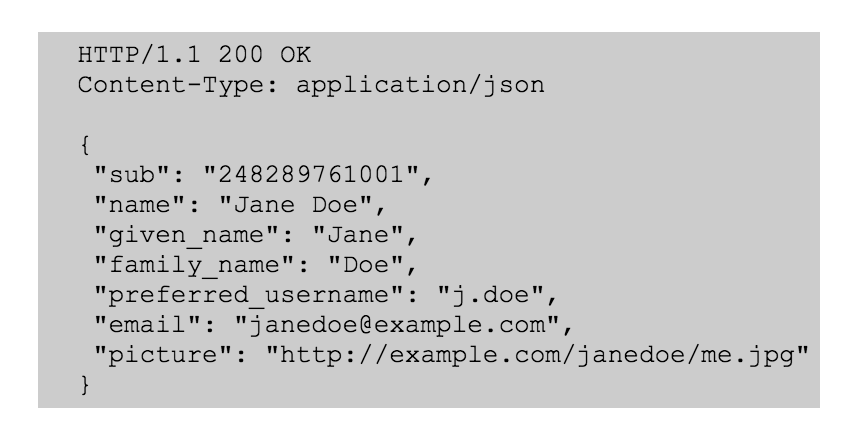 HTTP/1.1 200 OK
Content-Type: application/json
{
"sub": "248289761001",
"name": "Jane Doe",
"given_name": "Jane",
"family_name": "Doe",
"preferred_username": "j.doe",
"email": "janedoe@example.com",
"picture": "http://example.com/janedoe/me.jpg"
}